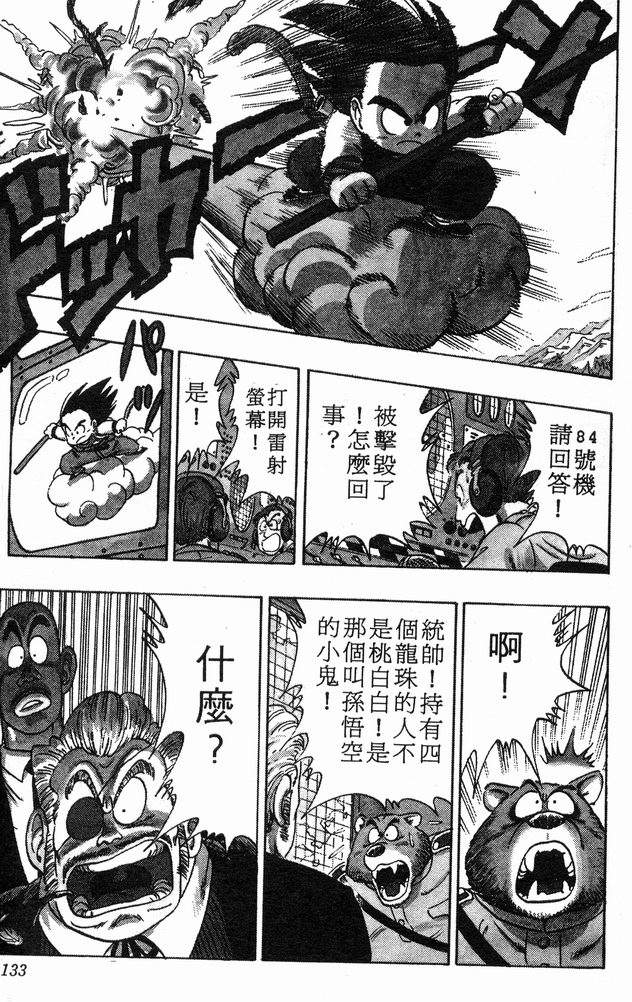 ドッカーン
84號機
請回答！
被擊毀了
！怎麼回
事？
打開雷射
螢幕！
是！
パッ
啊！
統帥！持有四
個龍珠的人不
是桃白白！是
那個叫孫悟空
的小鬼！
什麼？
133